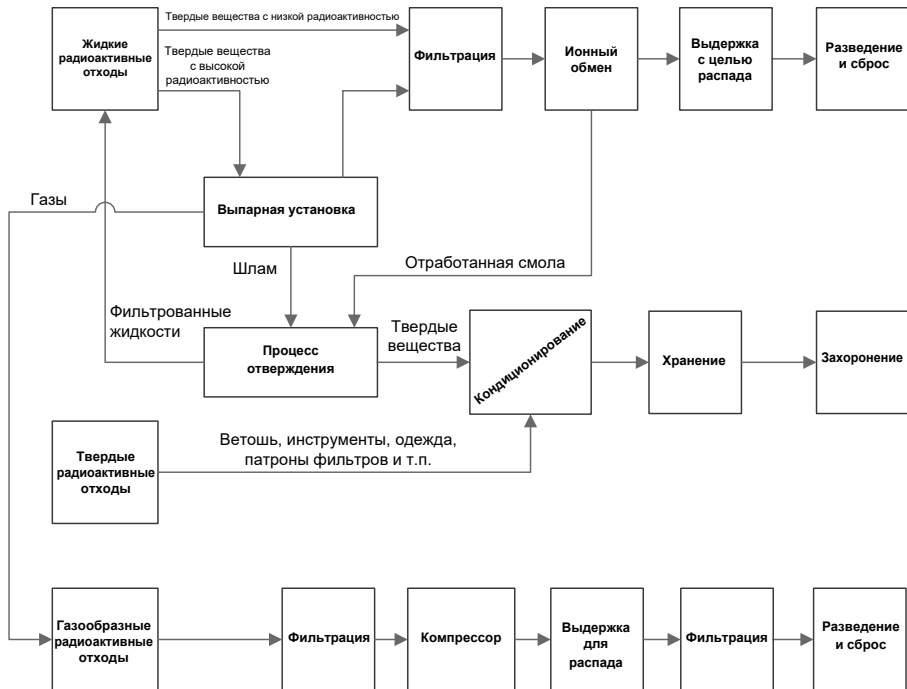 Твердые вещества с низкой радиоактивностью
Жидкие
радиоактивные
отходы
Твердые вещества
с высокой
радиоактивностью
Фильтрация
Ионный
обмен
Выдержка
с целью
распада
Разведение
и сброс
Газы
Выпарная установка
Шлам
Отработанная смола
Фильтрованные
жидкости
Процесс
отверждения
Твердые
вещества
Кондиционирование
Хранение
Захоронение
Твердые
радиоактивные
отходы
Ветошь, инструменты, одежда,
патроны фильтров и т.п.
Газообразные
радиоактивные
отходы
Фильтрация
Компрессор
Выдержка
для
распада
Фильтрация
Разведение
и сброс